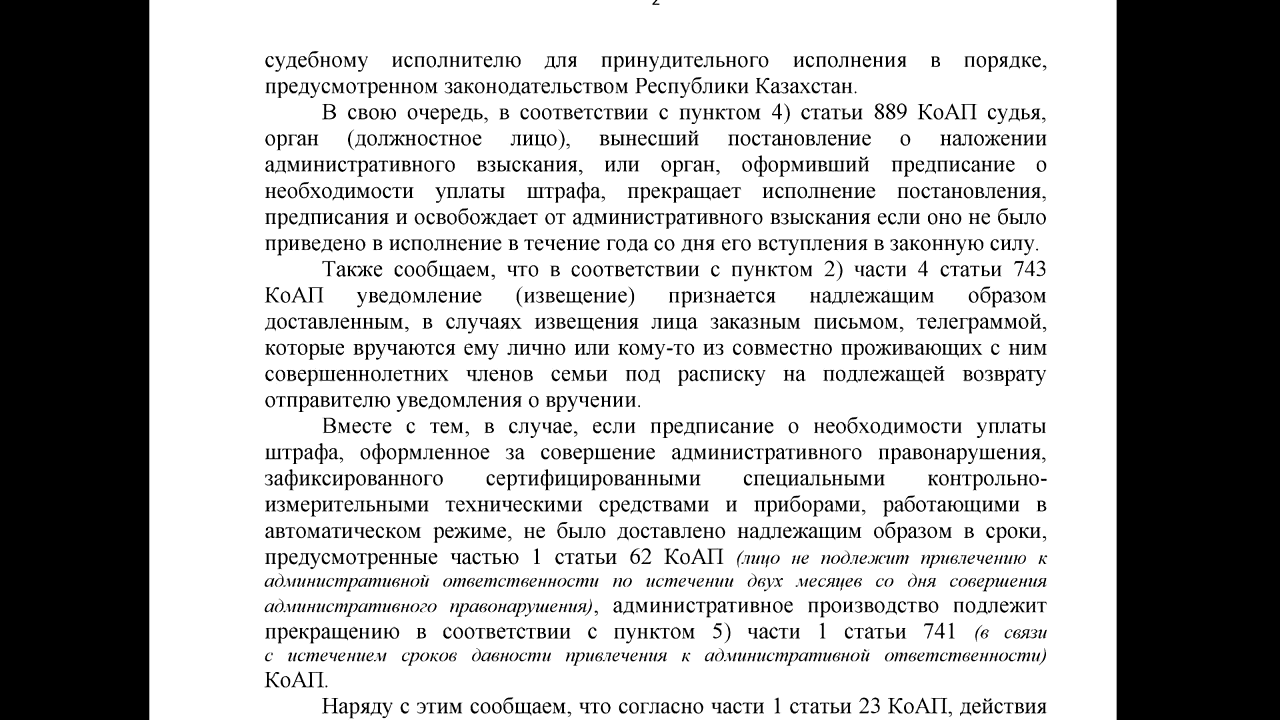 2
судебному исполнителю для принудительного исполнения в порядке,
предусмотренном законодательством Республики Казахстан.
В свою очередь, в соответствии с пунктом 4) статьи 889 КоАП судья,
орган (должностное лицо), вынесший постановление о наложении
административного взыскания, или орган, оформивший предписание о
необходимости уплаты штрафа, прекращает исполнение постановления,
предписания и освобождает от административного взыскания если оно не было
приведено в исполнение в течение года со дня его вступления в законную силу.
Также сообщаем, что в соответствии с пунктом 2) части 4 статьи 743
КоАП уведомление (извещение) признается надлежащим образом
доставленным, в случаях извещения лица заказным письмом, телеграммой,
которые вручаются ему лично или кому-то из совместно проживающих с ним
совершеннолетних членов семьи под расписку на подлежащей возврату
отправителю уведомления о вручении.
Вместе с тем, в случае, если предписание о необходимости уплаты
штрафа, оформленное за совершение административного правонарушения,
зафиксированного сертифицированными специальными контрольно-
измерительными техническими средствами и приборами, работающими в
автоматическом режиме, не было доставлено надлежащим образом в сроки,
предусмотренные частью 1 статьи 62 КоАП (лицо не подлежит привлечению к
административной ответственности по истечении двух месяцев со дня совершения
административного правонарушения), административное производство подлежит
прекращению в соответствии с пунктом 5) части 1 статьи 741 (в связи
с истечением сроков давности привлечения к административной ответственности)
КоАП.
Наряду с этим сообщаем, что согласно части 1 статьи 23 КоАП, действия